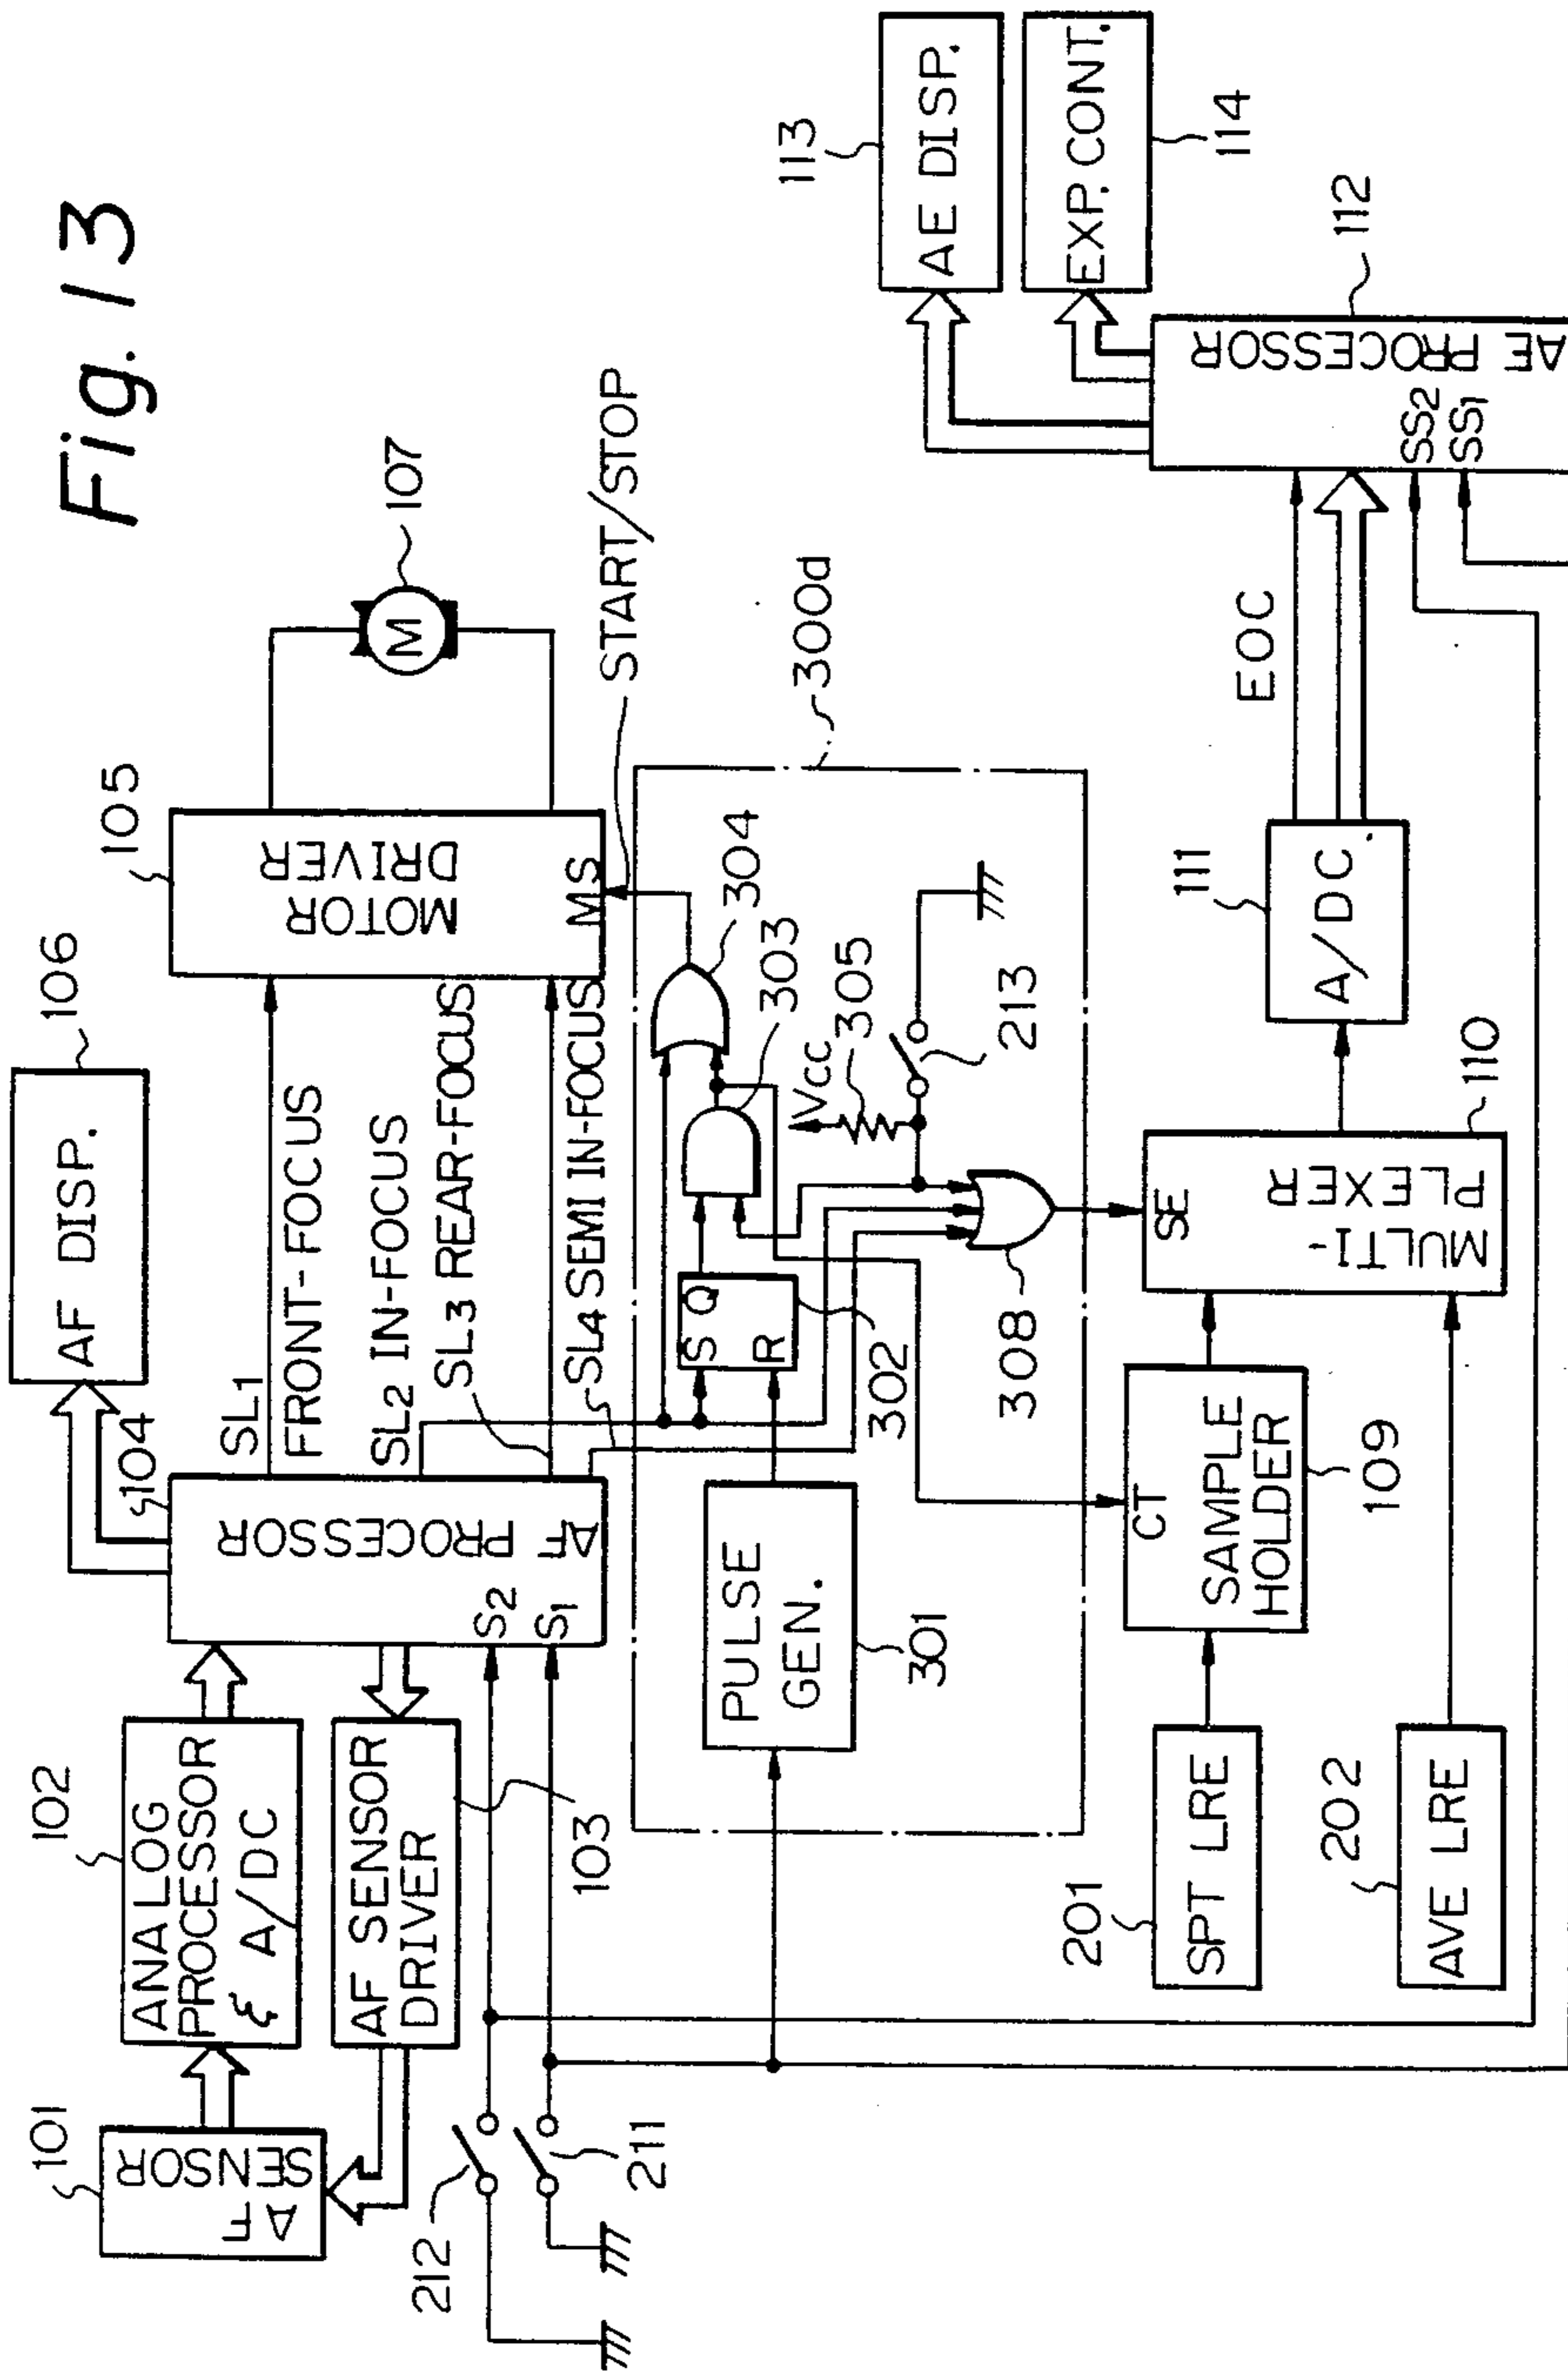 Fig. 13
101
AF
SENSOR
102
ANALOG
PROCESSOR
& A/DC
AF SENSOR
DRIVER
103
104
AF PROCESSOR
S2
S1
106
AF DISP.
SL1
FRONT-FOCUS
SL2 IN-FOCUS
SL3 REAR-FOCUS
SL4 SEMI IN-FOCUS
105
MOTOR
DRIVER
MS
M
107
START/STOP
212
211
300d
PULSE
GEN.
301
S
Q
R
302
303
304
Vcc
305
213
308
201
SPT LRE
202
AVE LRE
CT
SAMPLE
HOLDER
109
SE
MULTI-
PLEXER
110
111
A/DC.
EOC
SS2
SS1
AE PROCESSOR
112
113
AE DISP.
EXP. CONT.
114